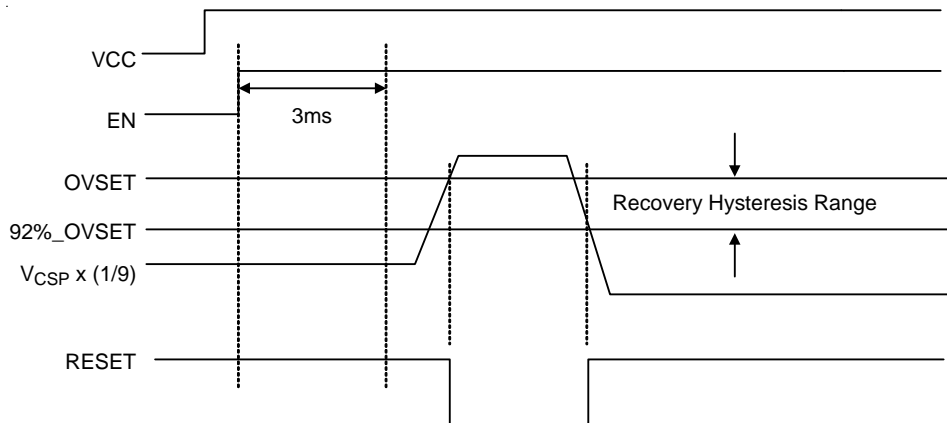 VCC
EN
3ms
OVSET
Recovery Hysteresis Range
92%_OVSET
VCSP x (1/9)
RESET